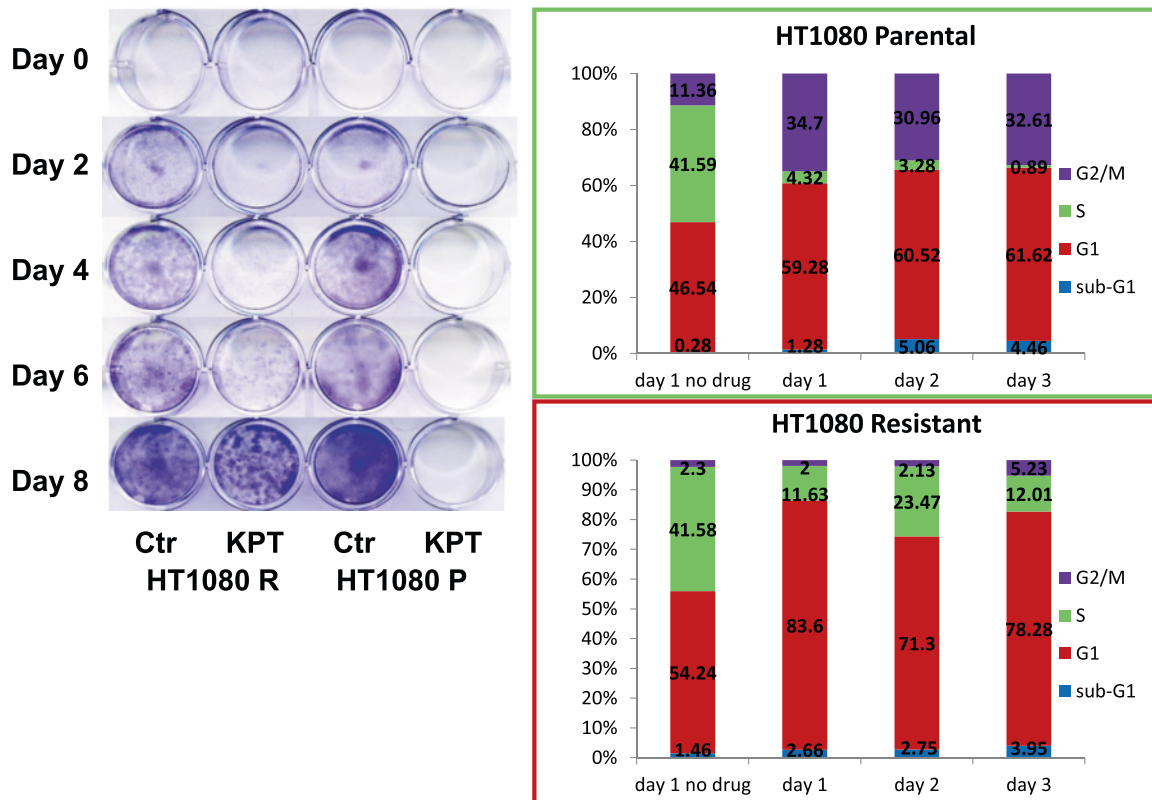 Day 0
Day 2
Day 4
Day 6
Day 8
Ctr KPT Ctr KPT
HT1080 R HT1080 P
HT1080 Parental
100%
80%
60%
40%
20%
0%
11.36
41.59
46.54
0.28
34.7
4.32
59.28
1.28
30.96
3.28
60.52
5.06
32.61
0.89
61.62
4.46
day 1 no drug day 1 day 2 day 3
G2/M
S
G1
sub-G1
HT1080 Resistant
100%
90%
80%
70%
60%
50%
40%
30%
20%
10%
0%
2.3
41.58
54.24
1.46
2
11.63
83.6
2.66
2.13
23.47
71.3
2.75
5.23
12.01
78.28
3.95
day 1 no drug day 1 day 2 day 3
G2/M
S
G1
sub-G1